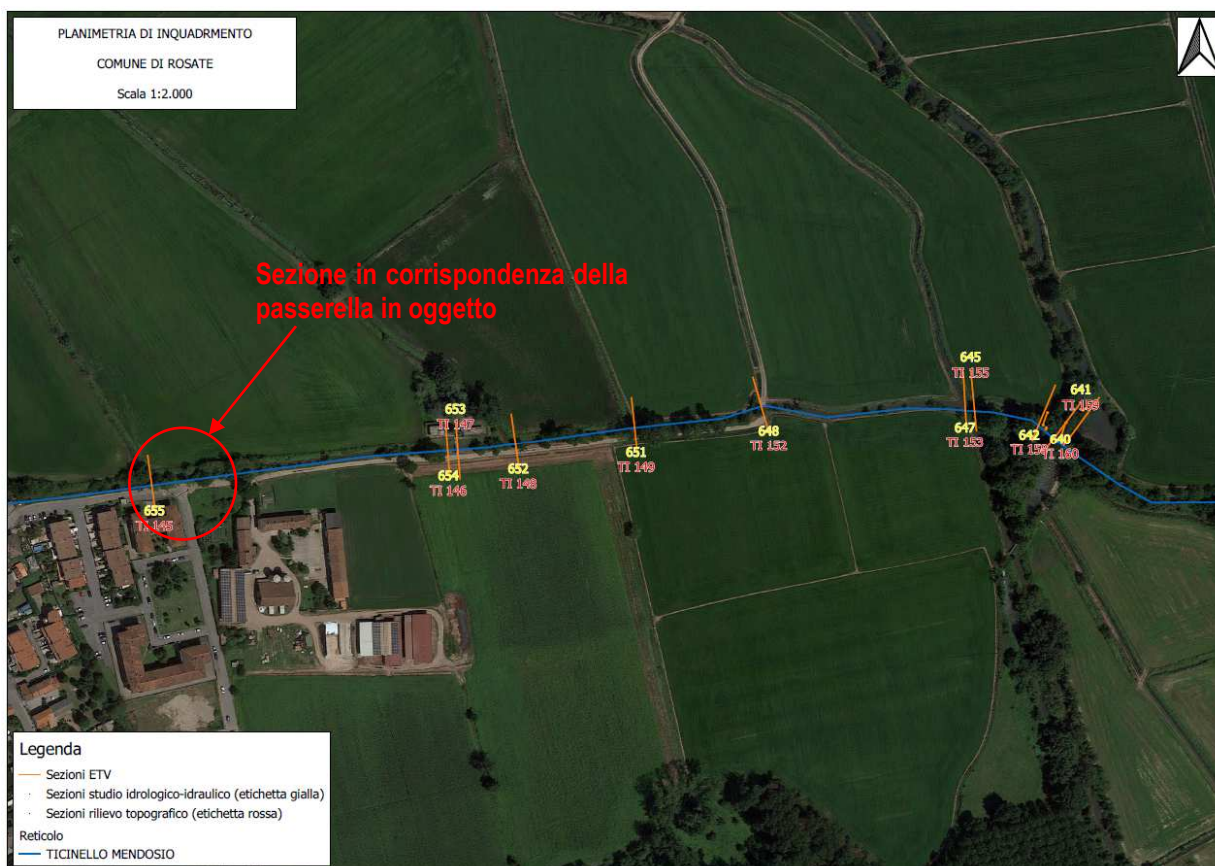 PLANIMETRIA DI INQUADRMENTO
COMUNE DI ROSATE
Scala 1:2.000
Sezione in corrispondenza della
passerella in oggetto
645
TI 155
641
TI 159
653
TI 147
648
TI 152
647
TI 153
642
640
TI 160
651
TI 149
654
TI 146
652
TI 148
655
TI 145
Legenda
Sezioni ETV
Sezioni studio idrologico-idraulico (etichetta gialla)
Sezioni rilievo topografico (etichetta rossa)
Reticolo
TICINELLO MENDOSIO